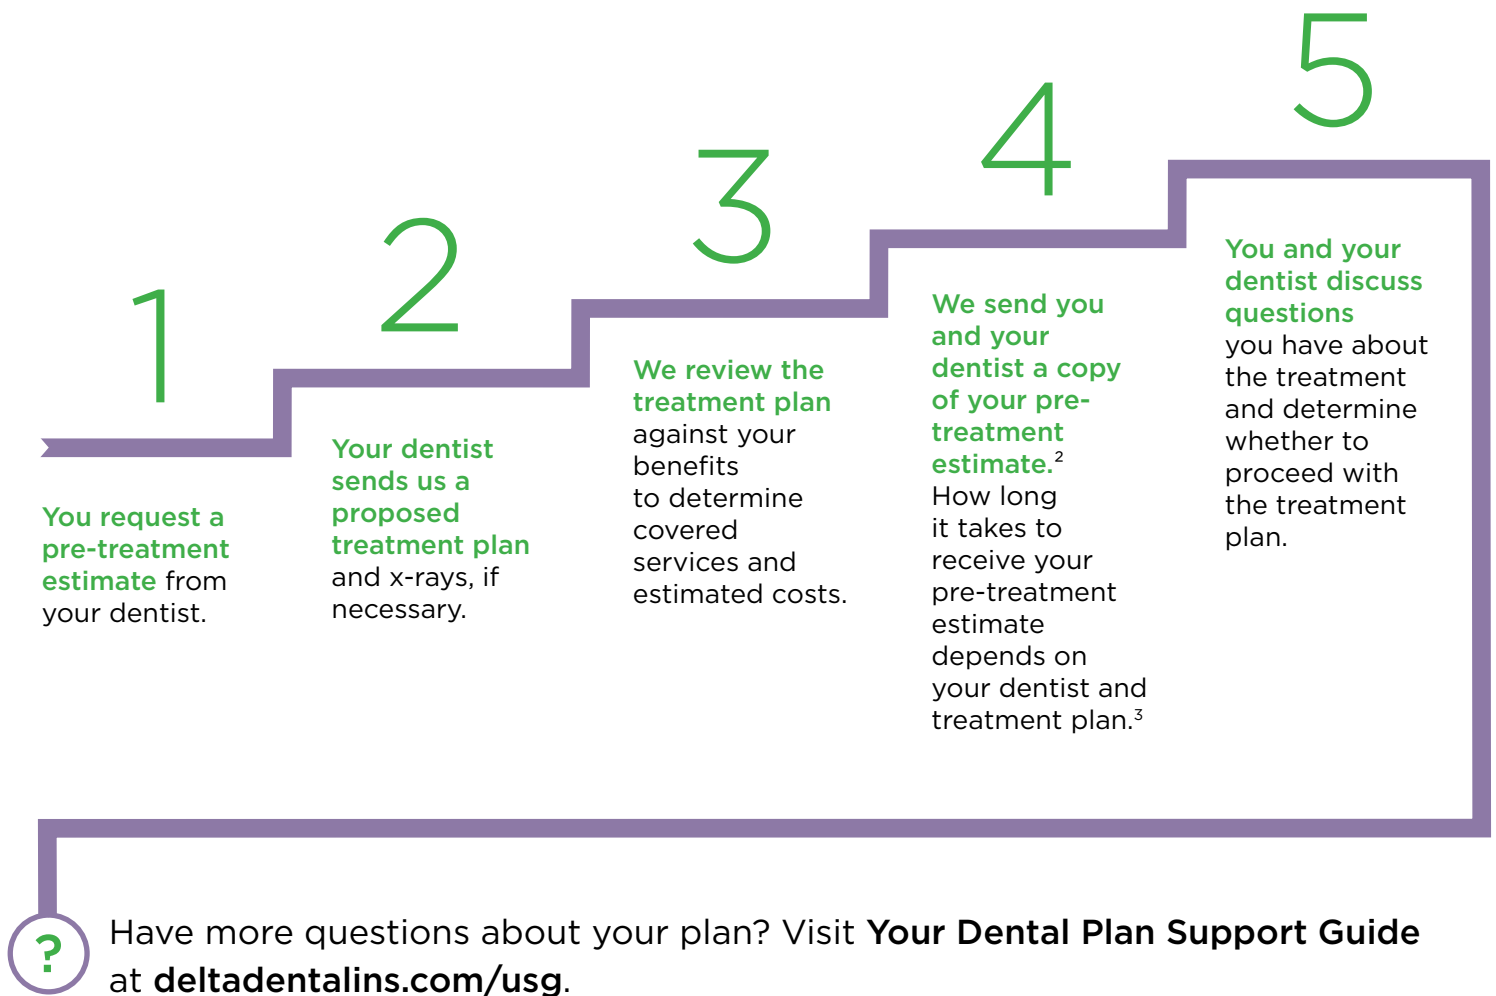 1
You request a
pre-treatment
estimate from
your dentist.
2
Your dentist
sends us a
proposed
treatment plan
and x-rays, if
necessary.
3
We review the
treatment plan
against your
benefits
to determine
covered
services and
estimated costs.
4
We send you
and your
dentist a copy
of your pre-
treatment
estimate.²
How long
it takes to
receive your
pre-treatment
estimate
depends on
your dentist and
treatment plan.³
5
You and your
dentist discuss
questions
you have about
the treatment
and determine
whether to
proceed with
the treatment
plan.
?
Have more questions about your plan? Visit Your Dental Plan Support Guide
at deltadentalins.com/usg.